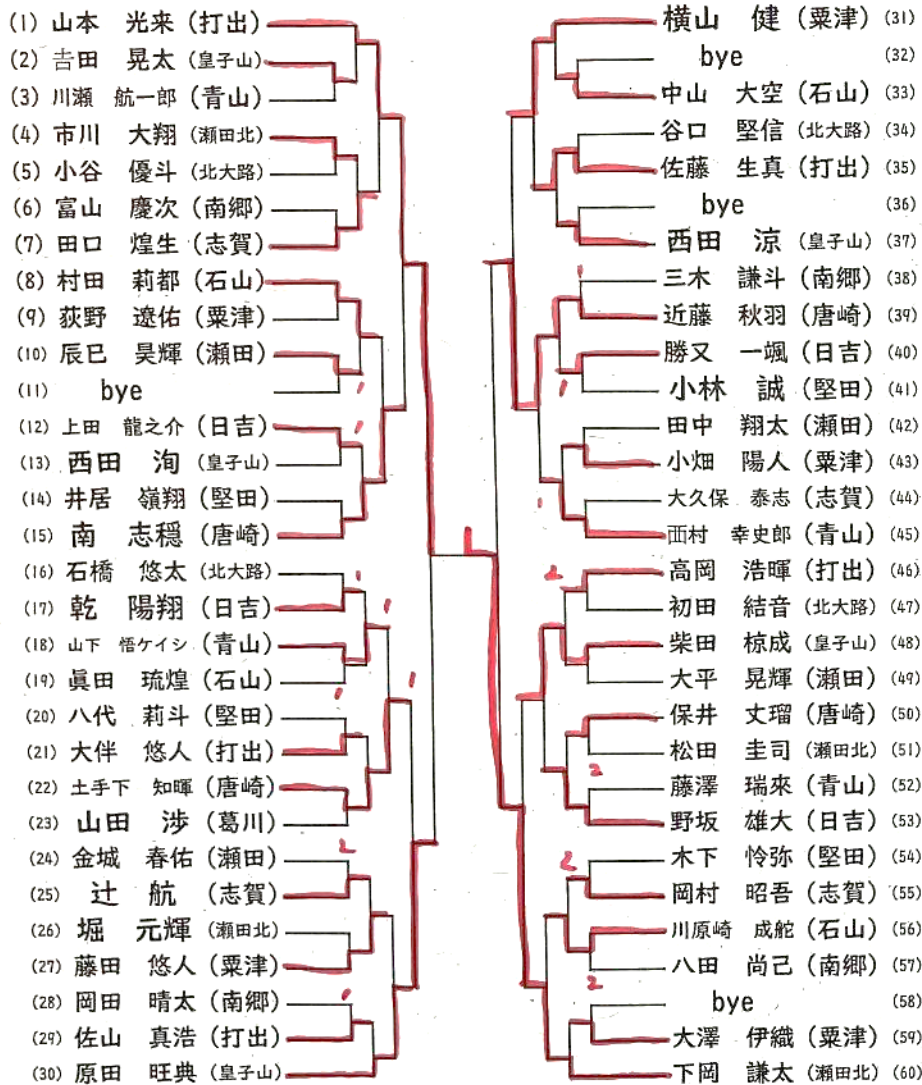 (1) 山本 光来 (打出)
(2) 吉田 晃太 (皇子山)
(3) 川瀬 航一郎 (青山)
(4) 市川 大翔 (瀬田北)
(5) 小谷 優斗 (北大路)
(6) 富山 慶次 (南郷)
(7) 田口 煌生 (志賀)
(8) 村田 莉都 (石山)
(9) 荻野 遼佑 (粟津)
(10) 辰巳 昊輝 (瀬田)
(11) bye
(12) 上田 龍之介 (日吉)
(13) 西田 洵 (皇子山)
(14) 井居 嶺翔 (堅田)
(15) 南 志穏 (唐崎)
(16) 石橋 悠太 (北大路)
(17) 乾 陽翔 (日吉)
(18) 山下 悟ケイシ (青山)
(19) 眞田 琉煌 (石山)
(20) 八代 莉斗 (堅田)
(21) 大伴 悠人 (打出)
(22) 土手下 知暉 (唐崎)
(23) 山田 渉 (葛川)
(24) 金城 春佑 (瀬田)
(25) 辻 航 (志賀)
(26) 堀 元輝 (瀬田北)
(27) 藤田 悠人 (粟津)
(28) 岡田 晴太 (南郷)
(29) 佐山 真浩 (打出)
(30) 原田 旺典 (皇子山)
横山 健 (粟津) (31)
bye (32)
中山 大空 (石山) (33)
谷口 堅信 (北大路) (34)
佐藤 生真 (打出) (35)
bye (36)
西田 涼 (皇子山) (37)
三木 謙斗 (南郷) (38)
近藤 秋羽 (唐崎) (39)
勝又 一颯 (日吉) (40)
小林 誠 (堅田) (41)
田中 翔太 (瀬田) (42)
小畑 陽人 (粟津) (43)
大久保 泰志 (志賀) (44)
西村 幸史郎 (青山) (45)
高岡 浩暉 (打出) (46)
初田 結音 (北大路) (47)
柴田 椋成 (皇子山) (48)
大平 晃輝 (瀬田) (49)
保井 丈瑠 (唐崎) (50)
松田 圭司 (瀬田北) (51)
藤澤 瑞來 (青山) (52)
野坂 雄大 (日吉) (53)
木下 怜弥 (堅田) (54)
岡村 昭吾 (志賀) (55)
川原崎 成舵 (石山) (56)
八田 尚己 (南郷) (57)
bye (58)
大澤 伊織 (粟津) (59)
下岡 謙太 (瀬田北) (60)